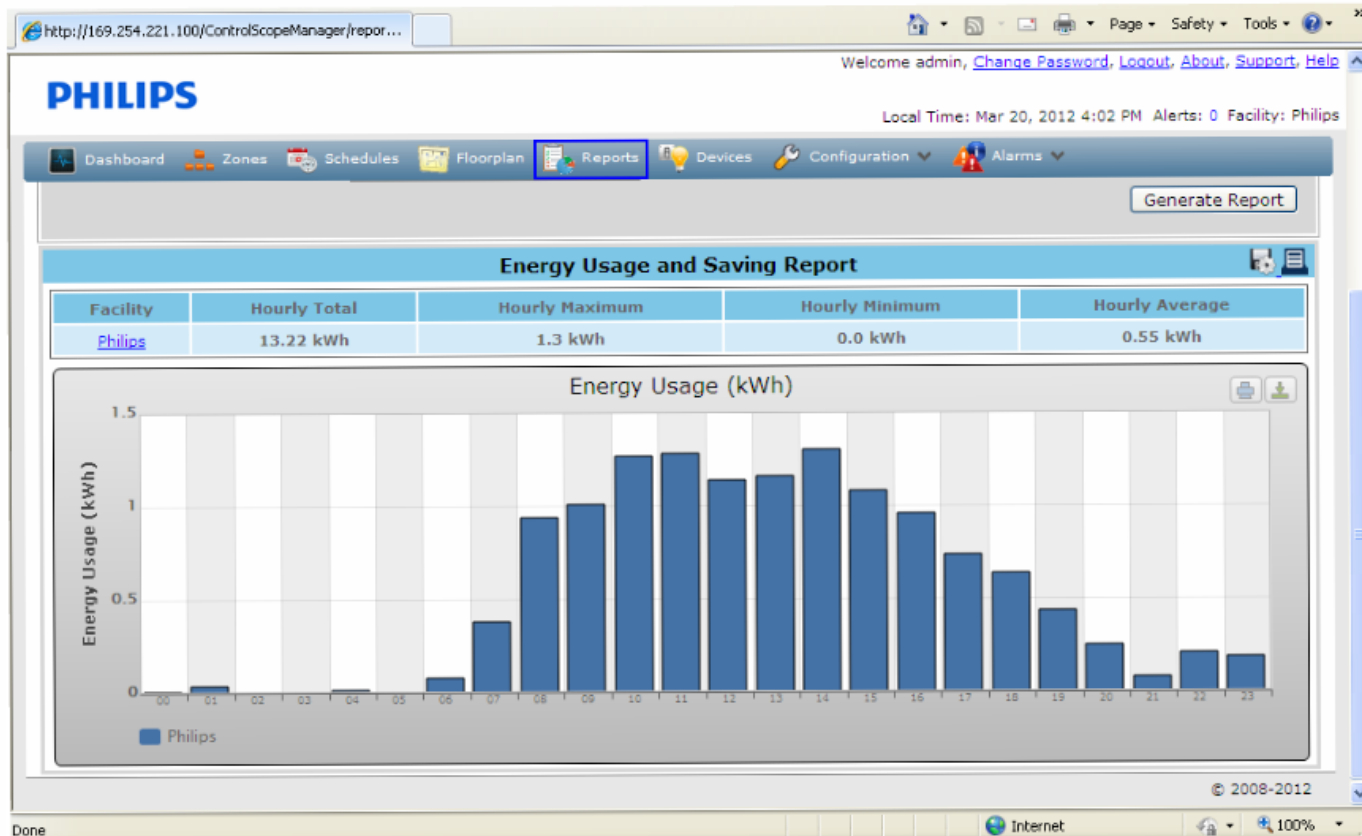 http://169.254.221.100/ControlScopeManager/repor...
Page Safety Tools
Welcome admin, Change Password, Logout, About, Support, Help
PHILIPS
Local Time: Mar 20, 2012 4:02 PM Alerts: 0 Facility: Philips
Dashboard Zones Schedules Floorplan Reports Devices Configuration Alarms
Generate Report
Energy Usage and Saving Report
Facility Hourly Total Hourly Maximum Hourly Minimum Hourly Average
Philips 13.22 kWh 1.3 kWh 0.0 kWh 0.55 kWh
Energy Usage (kWh)
Energy Usage (kWh)
1.5
1
0.5
0
00 01 02 03 04 05 06 07 08 09 10 11 12 13 14 15 16 17 18 19 20 21 22 23
Philips
© 2008-2012
Done Internet 100%